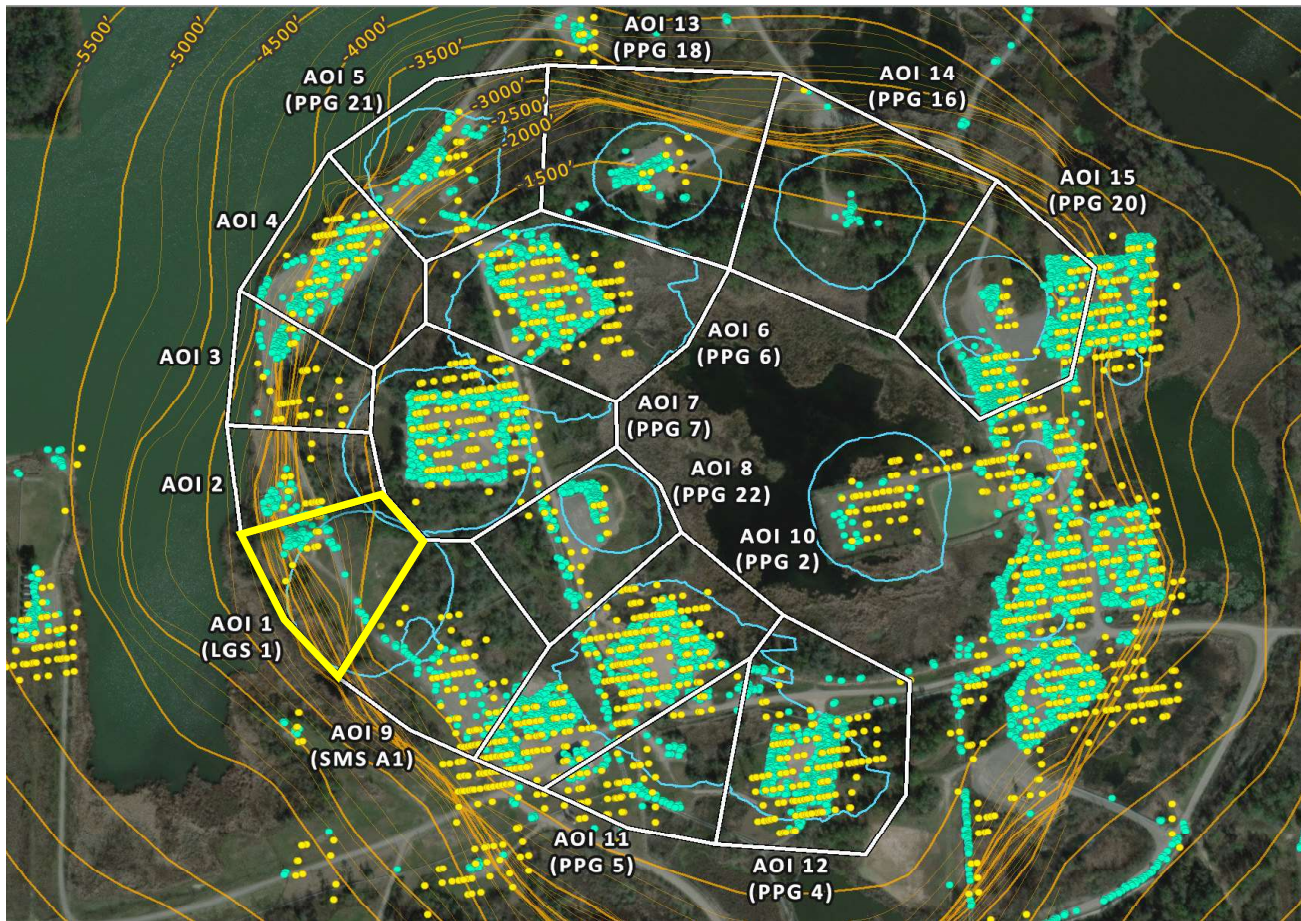 -5500'
-5000'
-4500'
-4000'
-3500'
-3000'
-2500'
-2000'
-1500'
AOI 13
(PPG 18)
AOI 5
(PPG 21)
AOI 14
(PPG 16)
AOI 15
(PPG 20)
AOI 4
AOI 3
AOI 6
(PPG 6)
AOI 7
(PPG 7)
AOI 8
(PPG 22)
AOI 2
AOI 10
(PPG 2)
AOI 1
(LGS 1)
AOI 9
(SMS A1)
AOI 11
(PPG 5)
AOI 12
(PPG 4)